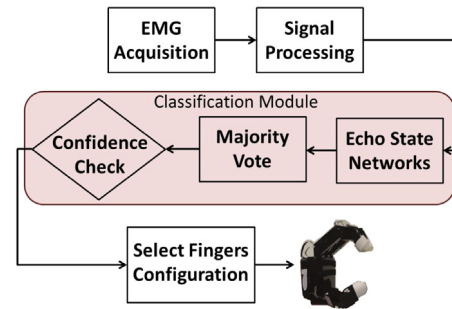 EMG
Acquisition
Signal
Processing
Classification Module
Confidence
Check
Majority
Vote
Echo State
Networks
Select Fingers
Configuration